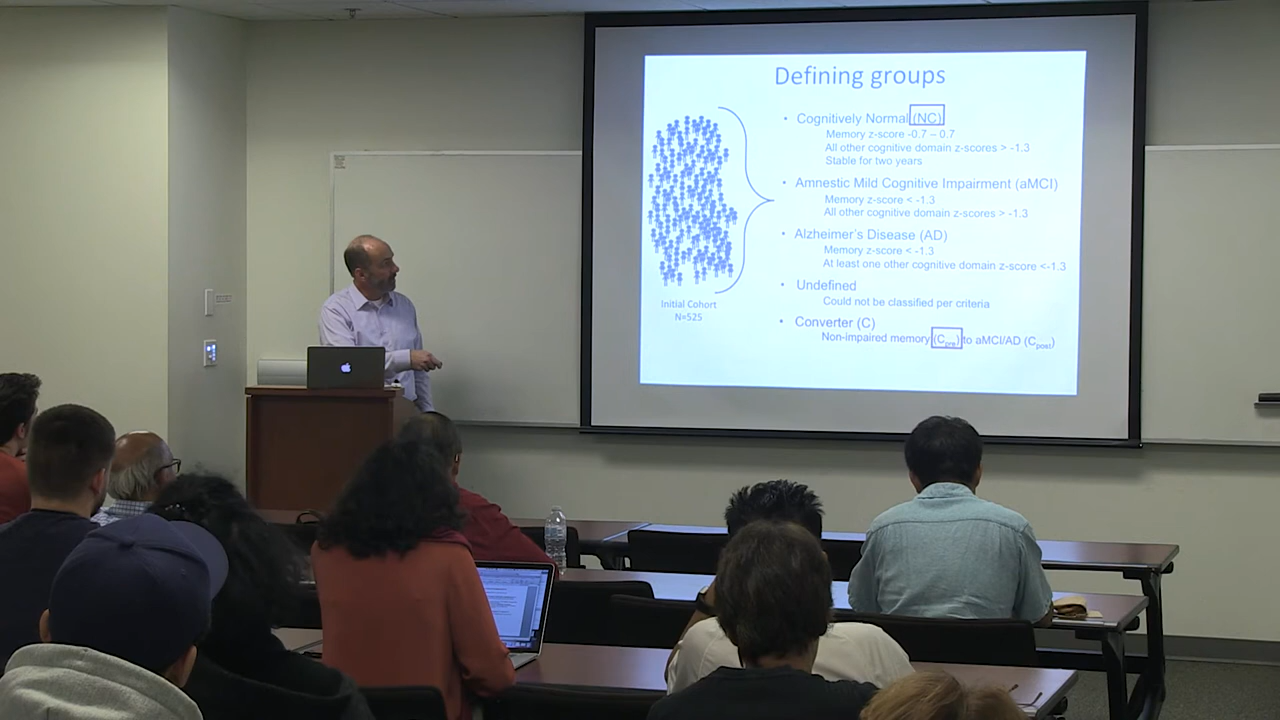 Defining groups
• Cognitively Normal (NC)
Memory z-score -0.7 – 0.7
All other cognitive domain z-scores > -1.3
Stable for two years
• Amnestic Mild Cognitive Impairment (aMCI)
Memory z-score < -1.3
All other cognitive domain z-scores > -1.3
• Alzheimer's Disease (AD)
Memory z-score < -1.3
At least one other cognitive domain z-score <-1.3
• Undefined
Could not be classified per criteria
• Converter (C)
Non-impaired memory (Cpre) to aMCI/AD (Cpost)
Initial Cohort
N=525